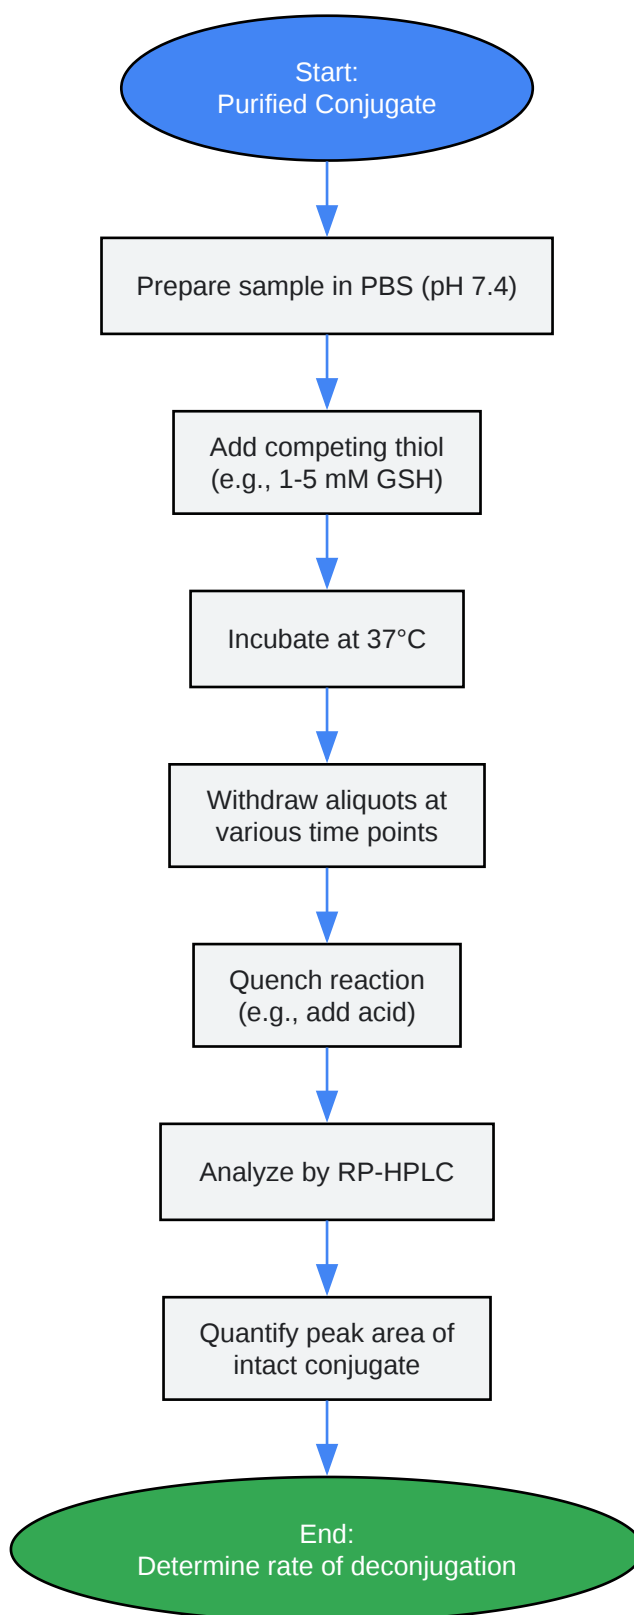 Start:
Purified Conjugate
Prepare sample in PBS (pH 7.4)
Add competing thiol
(e.g., 1-5 mM GSH)
Incubate at 37°C
Withdraw aliquots at
various time points
Quench reaction
(e.g., add acid)
Analyze by RP-HPLC
Quantify peak area of
intact conjugate
End:
Determine rate of deconjugation